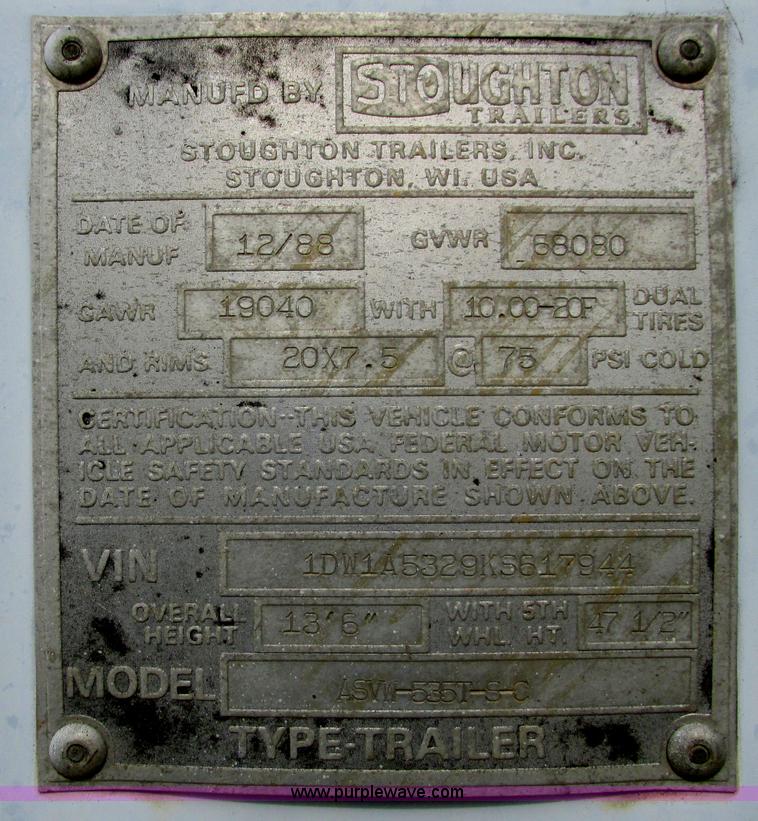 MANUFD BY STOUGHTON
TRAILERS
STOUGHTON TRAILERS, INC.
STOUGHTON, WI. USA
DATE OF MANUF 12/88 GVWR 68080
GAWR 19040 WITH 10.00-20F DUAL TIRES
AND RIMS 20X7.5 @ 75 PSI COLD
CERTIFICATION--THIS VEHICLE CONFORMS TO
ALL APPLICABLE USA FEDERAL MOTOR VEH-
ICLE SAFETY STANDARDS IN EFFECT ON THE
DATE OF MANUFACTURE SHOWN ABOVE.
VIN 1DW1A5329KS617944
OVERALL HEIGHT 13'6" WITH 5TH WHL. HT. 47 1/2"
MODEL ASVW-535T-S-C
TYPE-TRAILER
www.purplewave.com